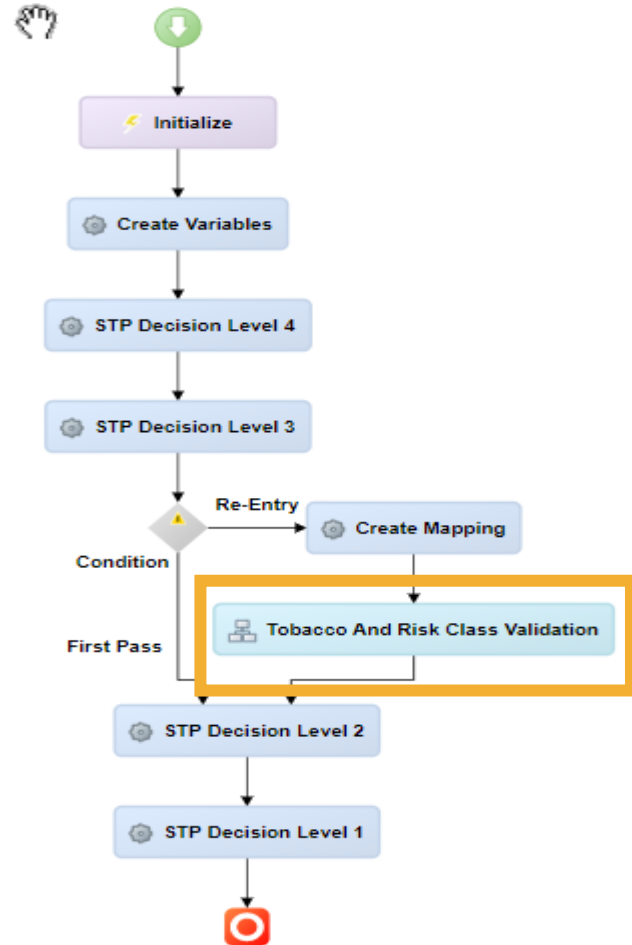 Initialize
Create Variables
STP Decision Level 4
STP Decision Level 3
Re-Entry
Create Mapping
Condition
Tobacco And Risk Class Validation
First Pass
STP Decision Level 2
STP Decision Level 1